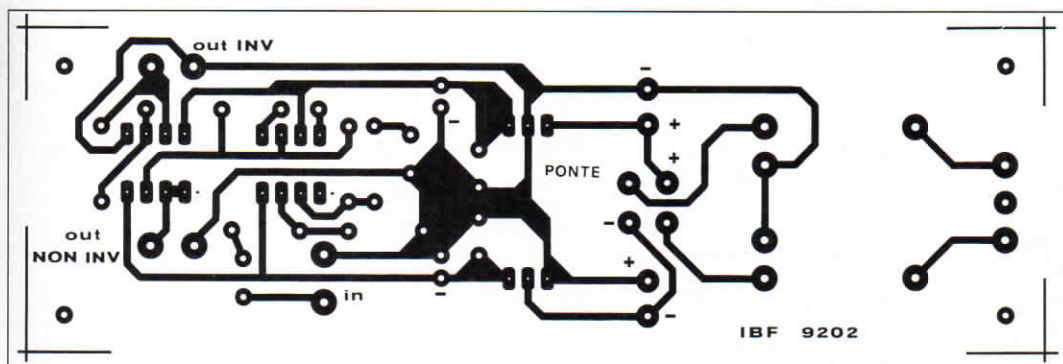 out INV
-
-
+
+
PONTE
-
out
NON INV
+
-
in
-
IBF 9202